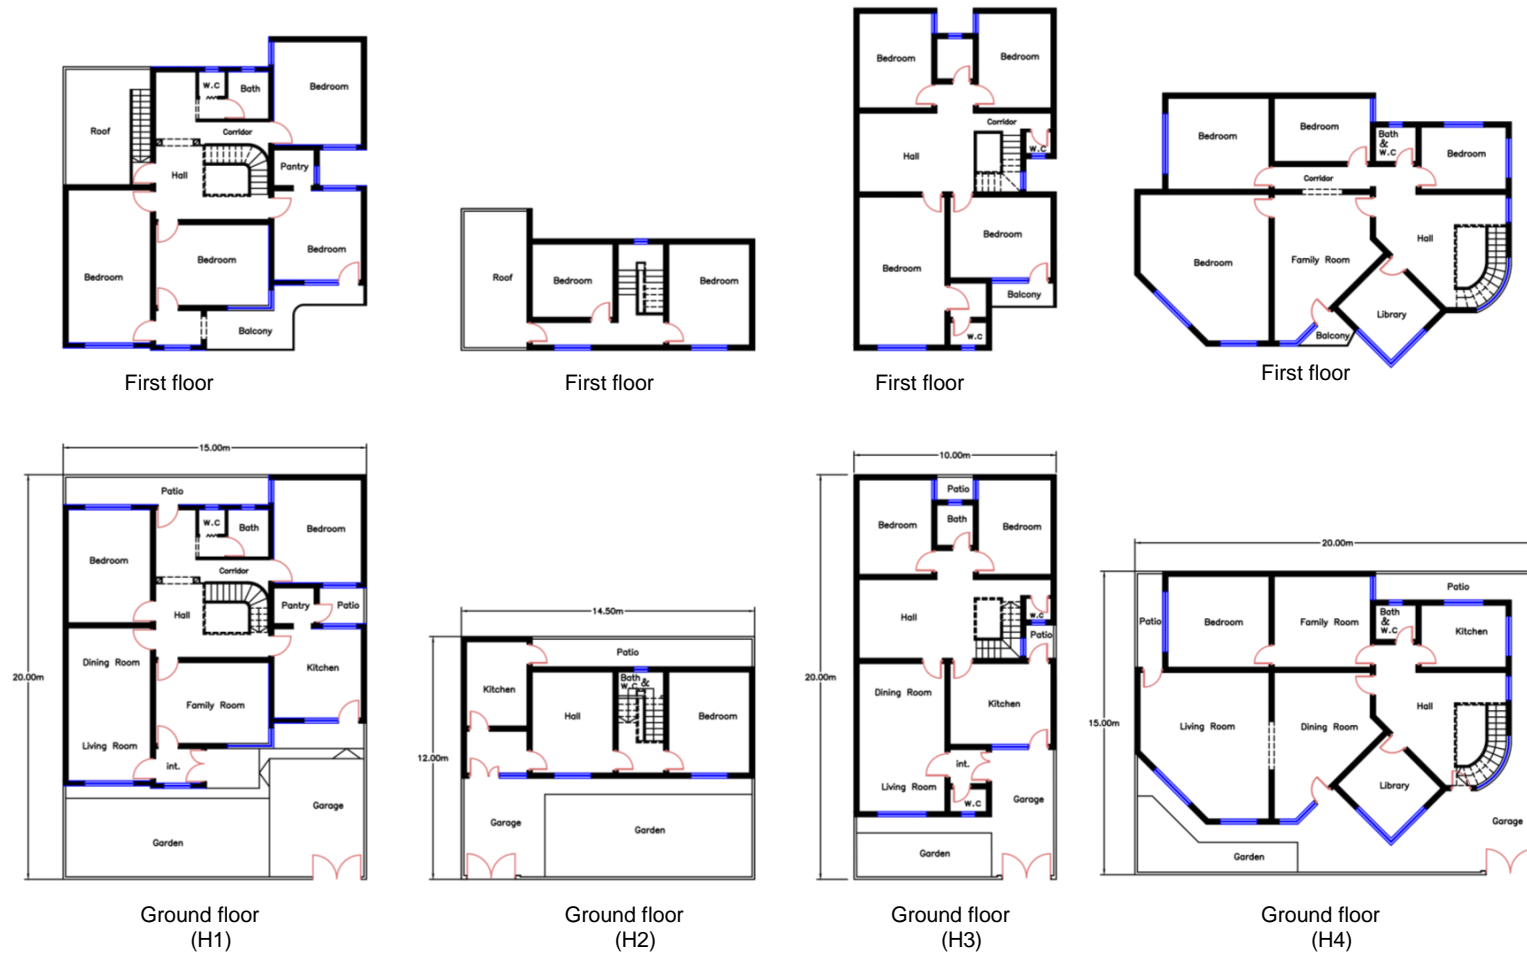 Bedroom
W.C
Bath
Roof
Corridor
Hall
Pantry
Bedroom
Bedroom
Bedroom
Balcony
First floor
Roof
Bedroom
Bedroom
First floor
Bedroom
Bedroom
Corridor
W.C
Hall
Bedroom
Bedroom
Balcony
W.C
First floor
Bedroom
Bedroom
Bath
&
W.C
Bedroom
Corridor
Bedroom
Family Room
Hall
Library
Balcony
First floor
15.00m
20.00m
Patio
W.C
Bath
Bedroom
Bedroom
Corridor
Hall
Pantry
Patio
Dining Room
Kitchen
Family Room
Living Room
int.
Garage
Garden
Ground floor
(H1)
14.50m
12.00m
Patio
Kitchen
Bath
W.C &
Hall
Bedroom
Garage
Garden
Ground floor
(H2)
10.00m
20.00m
Patio
Bedroom
Bath
Bedroom
Hall
W.C
Patio
Dining Room
Kitchen
int.
Living Room
W.C
Garage
Garden
Ground floor
(H3)
20.00m
15.00m
Patio
Patio
Bedroom
Family Room
Bath
&
W.C
Kitchen
Living Room
Dining Room
Hall
Library
Garage
Garden
Ground floor
(H4)